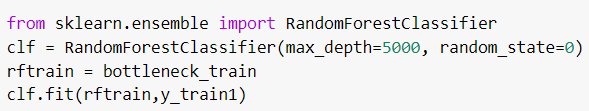 from sklearn.ensemble import RandomForestClassifier
clf = RandomForestClassifier(max_depth=5000, random_state=0)
rftrain = bottleneck_train
clf.fit(rftrain,y_train1)